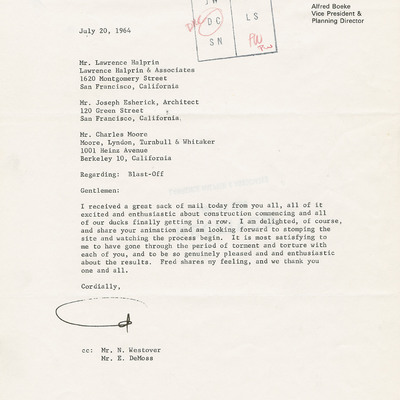 Alfred Boeke
Vice President &
Planning Director
DC
LS
SN
July 20, 1964
Mr. Lawrence Halprin
Lawrence Halprin & Associates
1620 Montgomery Street
San Francisco, California
Mr. Joseph Esherick, Architect
120 Green Street
San Francisco, California
Mr. Charles Moore
Moore, Lyndon, Turnbull & Whitaker
1001 Heinz Avenue
Berkeley 10, California
Regarding: Blast-Off
Gentlemen:
I received a great sack of mail today from you all, all of it
excited and enthusiastic about construction commencing and all
of our ducks finally getting in a row. I am delighted, of course,
and share your animation and am looking forward to stomping the
site and watching the process begin. It is most satisfying to
me to have gone through the period of torment and torture with
each of you, and to be so genuinely pleased and and enthusiastic
about the results. Fred shares my feeling, and we thank you
one and all.
Cordially,
cc: Mr. N. Westover
Mr. E. DeMoss